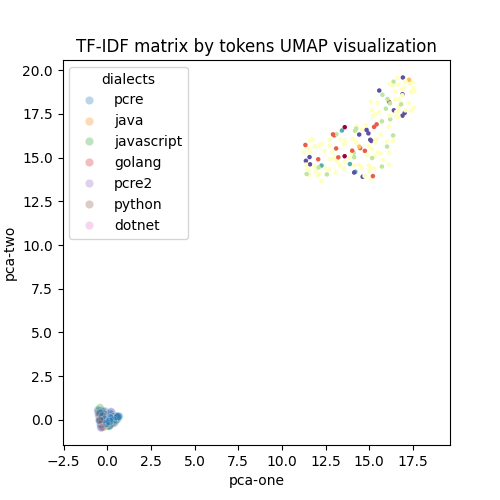 TF-IDF matrix by tokens UMAP visualization
20.0
17.5
15.0
12.5
10.0
7.5
5.0
2.5
0.0
pca-two
dialects
pcre
java
javascript
golang
pcre2
python
dotnet
−2.5 0.0 2.5 5.0 7.5 10.0 12.5 15.0 17.5
pca-one